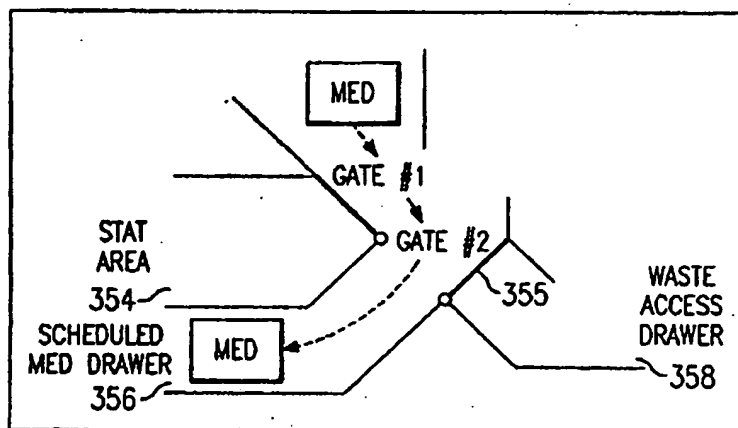 MED
GATE #1
GATE #2
STAT
AREA
354
355
WASTE
ACCESS
DRAWER
358
SCHEDULED
MED DRAWER
356
MED